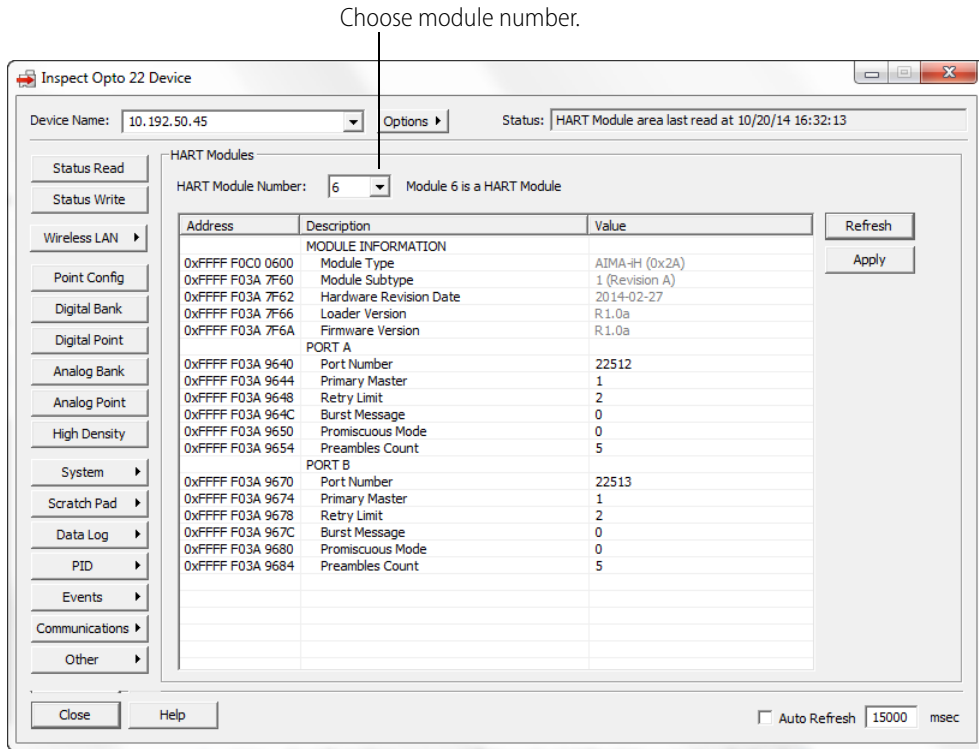 Choose module number.
Inspect Opto 22 Device
Device Name: 10.192.50.45 Options Status: HART Module area last read at 10/20/14 16:32:13
Status Read
Status Write
Wireless LAN
Point Config
Digital Bank
Digital Point
Analog Bank
Analog Point
High Density
System
Scratch Pad
Data Log
PID
Events
Communications
Other
HART Modules
HART Module Number: 6 Module 6 is a HART Module
Address Description Value
MODULE INFORMATION
0xFFFF F0C0 0600 Module Type AIMA-iH (0x2A)
0xFFFF F03A 7F60 Module Subtype 1 (Revision A)
0xFFFF F03A 7F62 Hardware Revision Date 2014-02-27
0xFFFF F03A 7F66 Loader Version R1.0a
0xFFFF F03A 7F6A Firmware Version R1.0a
PORT A
0xFFFF F03A 9640 Port Number 22512
0xFFFF F03A 9644 Primary Master 1
0xFFFF F03A 9648 Retry Limit 2
0xFFFF F03A 964C Burst Message 0
0xFFFF F03A 9650 Promiscuous Mode 0
0xFFFF F03A 9654 Preambles Count 5
PORT B
0xFFFF F03A 9670 Port Number 22513
0xFFFF F03A 9674 Primary Master 1
0xFFFF F03A 9678 Retry Limit 2
0xFFFF F03A 967C Burst Message 0
0xFFFF F03A 9680 Promiscuous Mode 0
0xFFFF F03A 9684 Preambles Count 5
Refresh
Apply
Close Help Auto Refresh 15000 msec